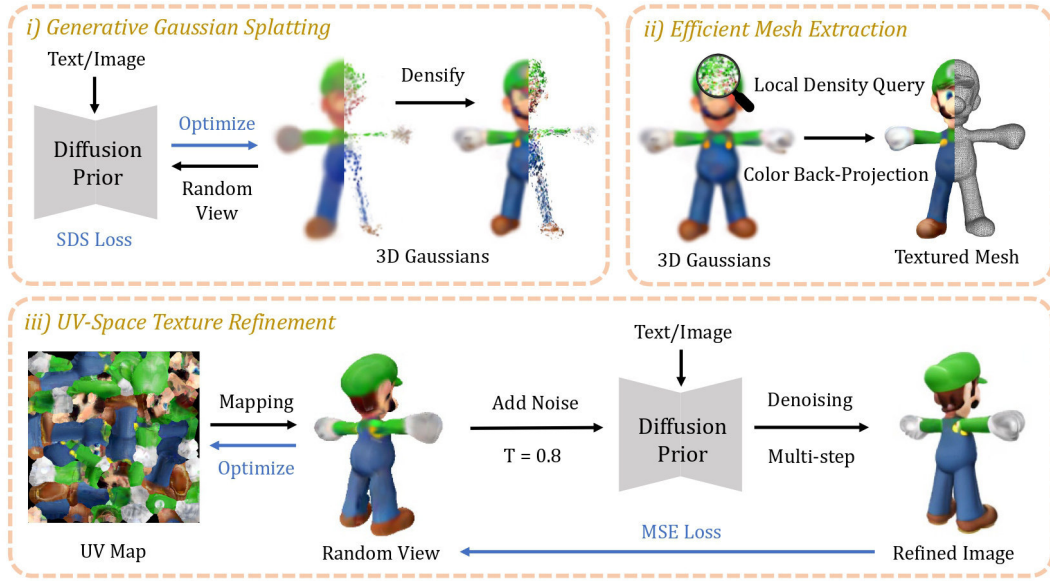 i) Generative Gaussian Splatting
Text/Image
Diffusion
Prior
SDS Loss
Optimize
Random
View
Densify
3D Gaussians
ii) Efficient Mesh Extraction
Local Density Query
Color Back-Projection
3D Gaussians
Textured Mesh
iii) UV-Space Texture Refinement
UV Map
Mapping
Optimize
Random View
Add Noise
T = 0.8
Text/Image
Diffusion
Prior
Denoising
Multi-step
MSE Loss
Refined Image